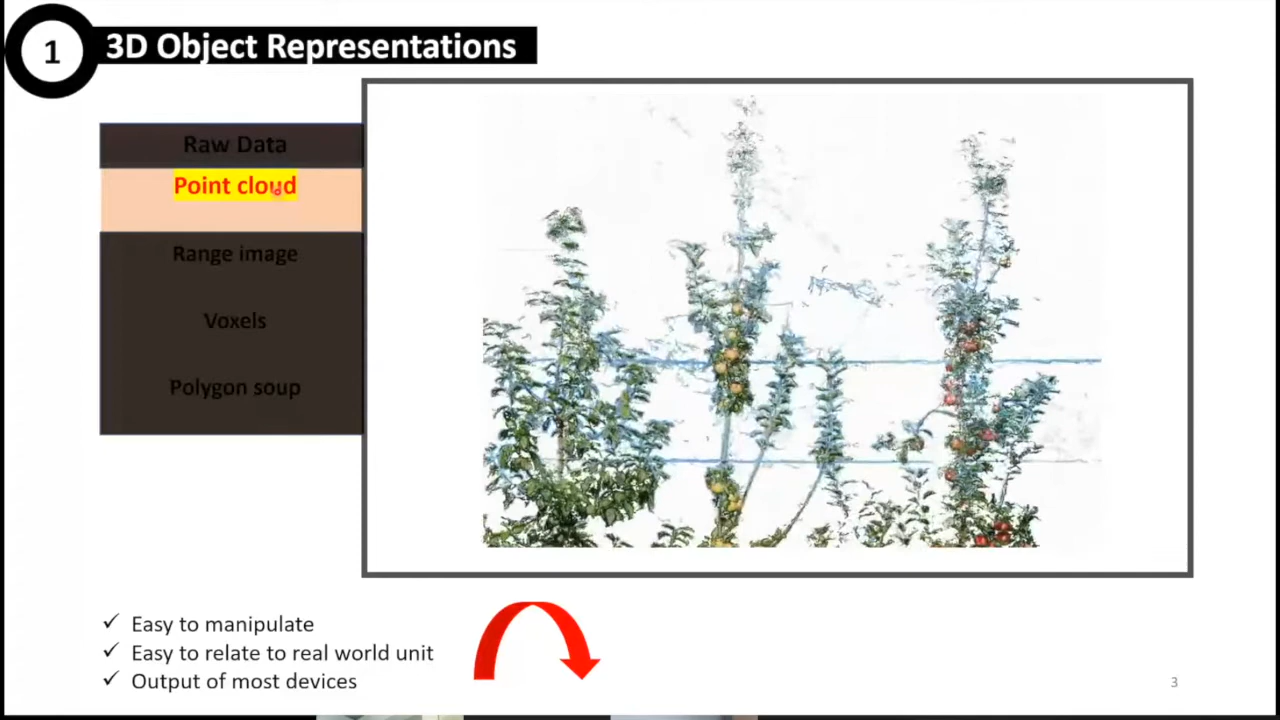 1
3D Object Representations
Raw Data
Point cloud
Range image
Voxels
Polygon soup
✓ Easy to manipulate
✓ Easy to relate to real world unit
✓ Output of most devices
3